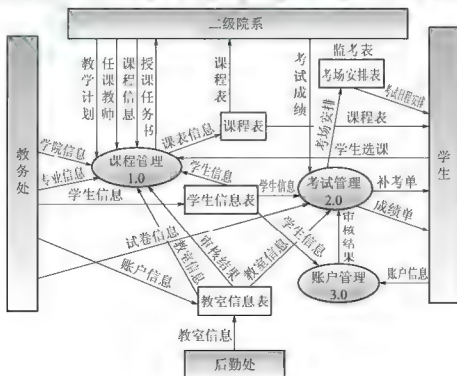 二级院系
教学计划
任课教师
课程信息
授课任务书
课程表
考试成绩
监考表
考场安排表
考试日程安排
考场安排
课程表
课表信息
课程表
学生选课
教务处
学院信息
专业信息
课程管理
1.0
学生信息
学生信息
考试管理
2.0
补考单
成绩单
学生
学生信息
学生信息表
学生信息
审核结果
试卷信息
教室信息
审核结果
教室信息
账户信息
账户管理
3.0
账户信息
教室信息表
教室信息
后勤处